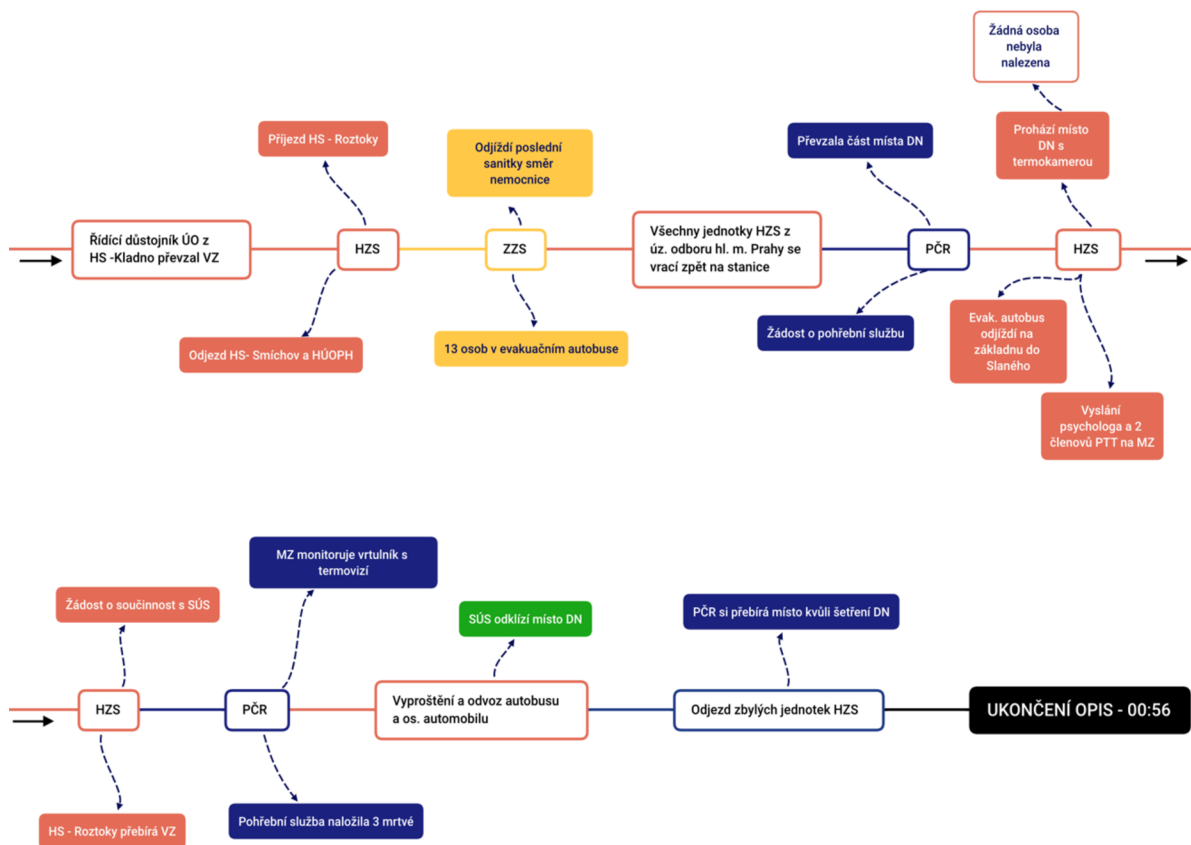 Žádná osoba
nebyla
nalezena
Příjezd HS - Roztoky
Odjíždí poslední
sanitky směr
nemocnice
Převzala část místa DN
Prohází místo
DN s
termokamerou
Řídící důstojník ÚO z
HS -Kladno převzal VZ
HZS
ZZS
Všechny jednotky HZS z
úz. odboru hl. m. Prahy se
vrací zpět na stanice
PČR
HZS
Odjezd HS- Smíchov a HÚOPH
13 osob v evakuačním autobuse
Žádost o pohřební službu
Evak. autobus
odjíždí na
základnu do
Slaného
Vyslání
psychologa a 2
členovů PTT na MZ
MZ monitoruje vrtulník s
termovizí
Žádost o součinnost s SÚS
SÚS odklízí místo DN
PČR si přebírá místo kvůli šetření DN
HZS
PČR
Vyproštění a odvoz autobusu
a os. automobilu
Odjezd zbylých jednotek HZS
UKONČENÍ OPIS - 00:56
HS - Roztoky přebírá VZ
Pohřební služba naložila 3 mrtvé